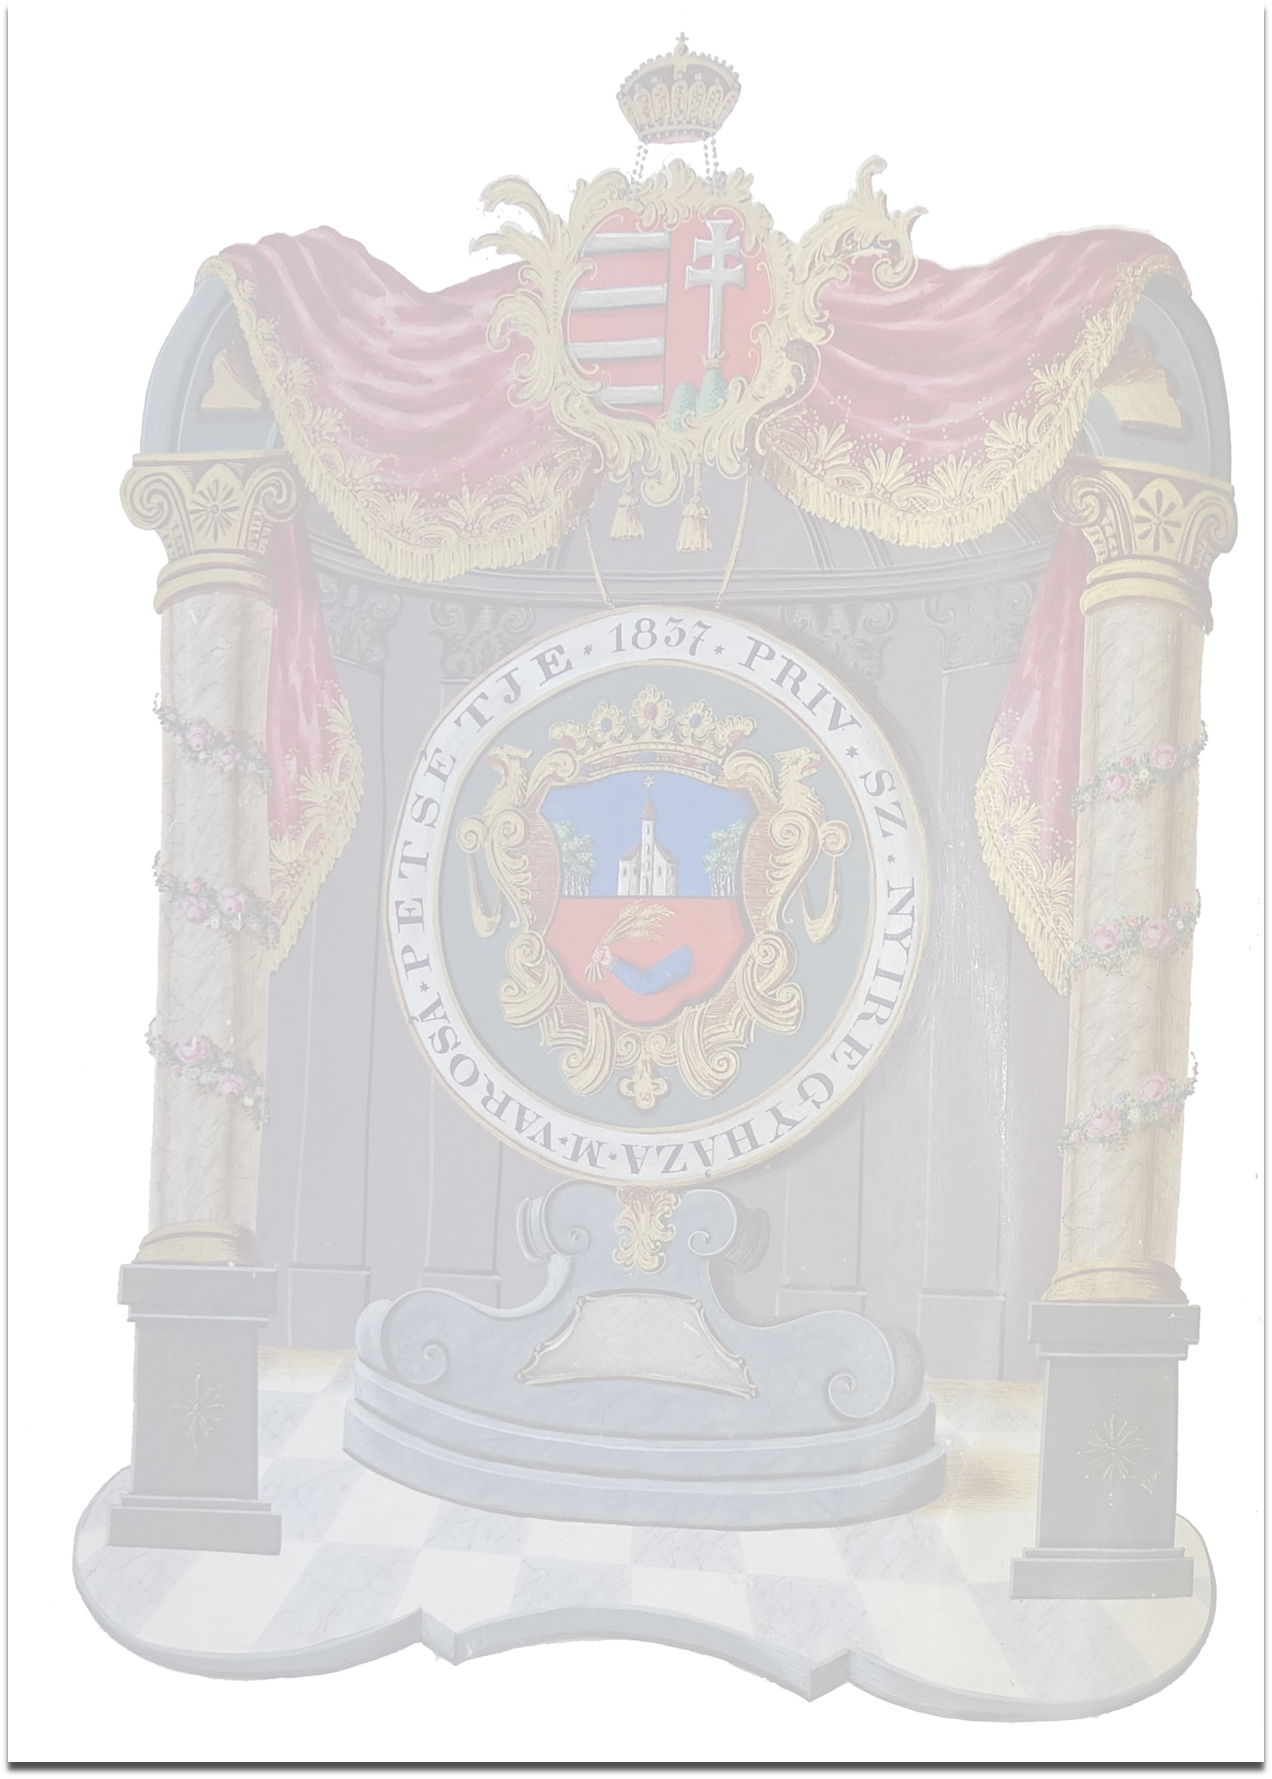 PRIV * SZ * NYIREGYHÁZA * M * VAROSÁ * PETSÉTJE * 1837 *